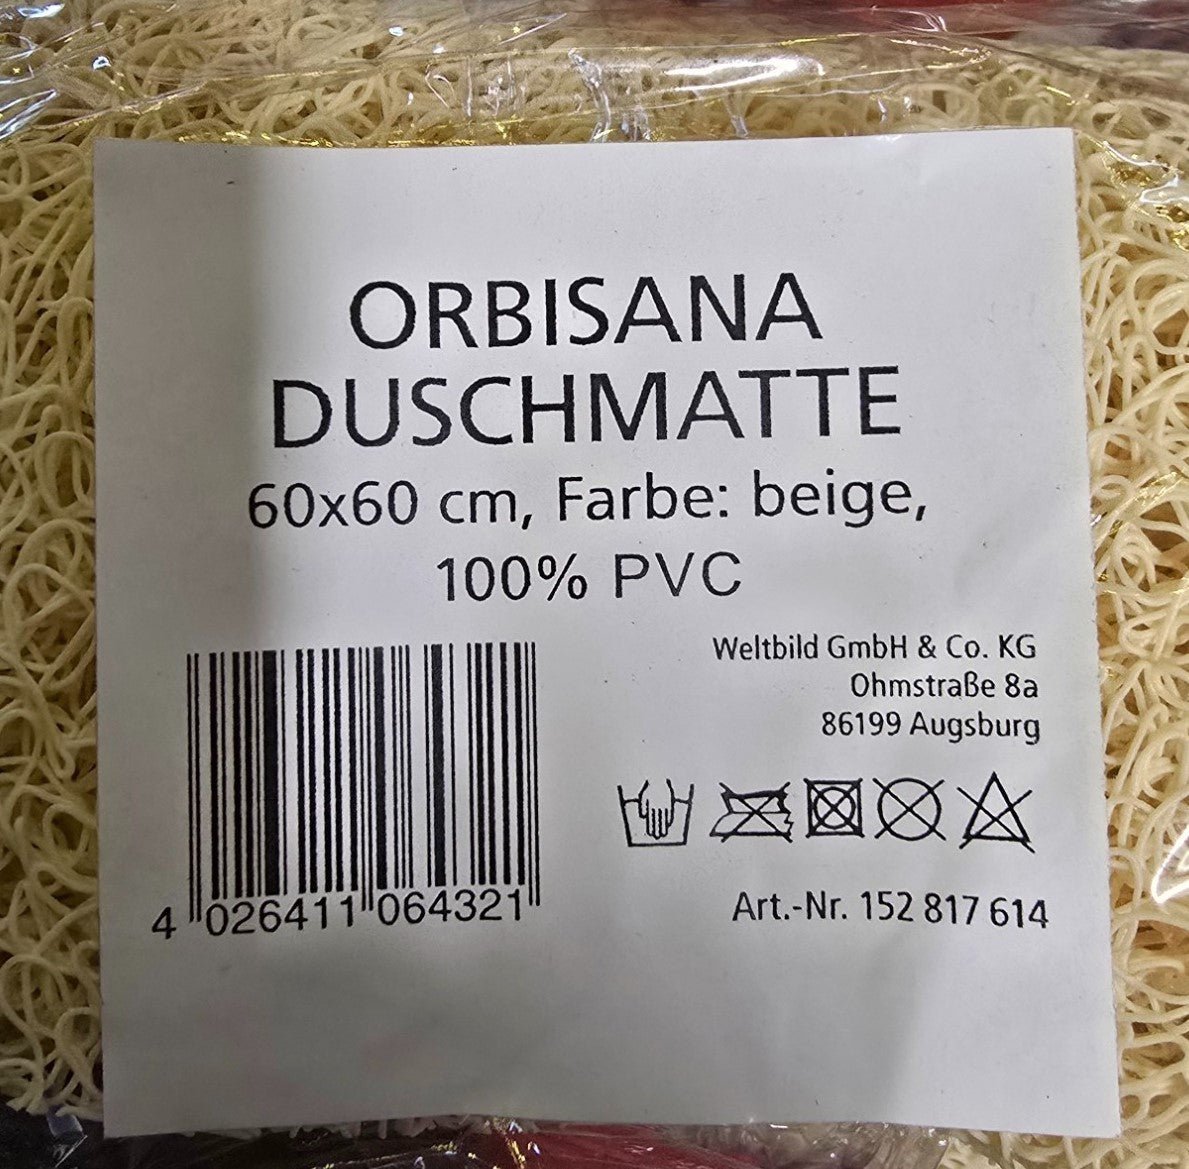 ORBISANA
DUSCHMATTE
60x60 cm, Farbe: beige,
100% PVC
Weltbild GmbH & Co. KG
Ohmstraße 8a
86199 Augsburg
4 026411 064321
Art.-Nr. 152 817 614